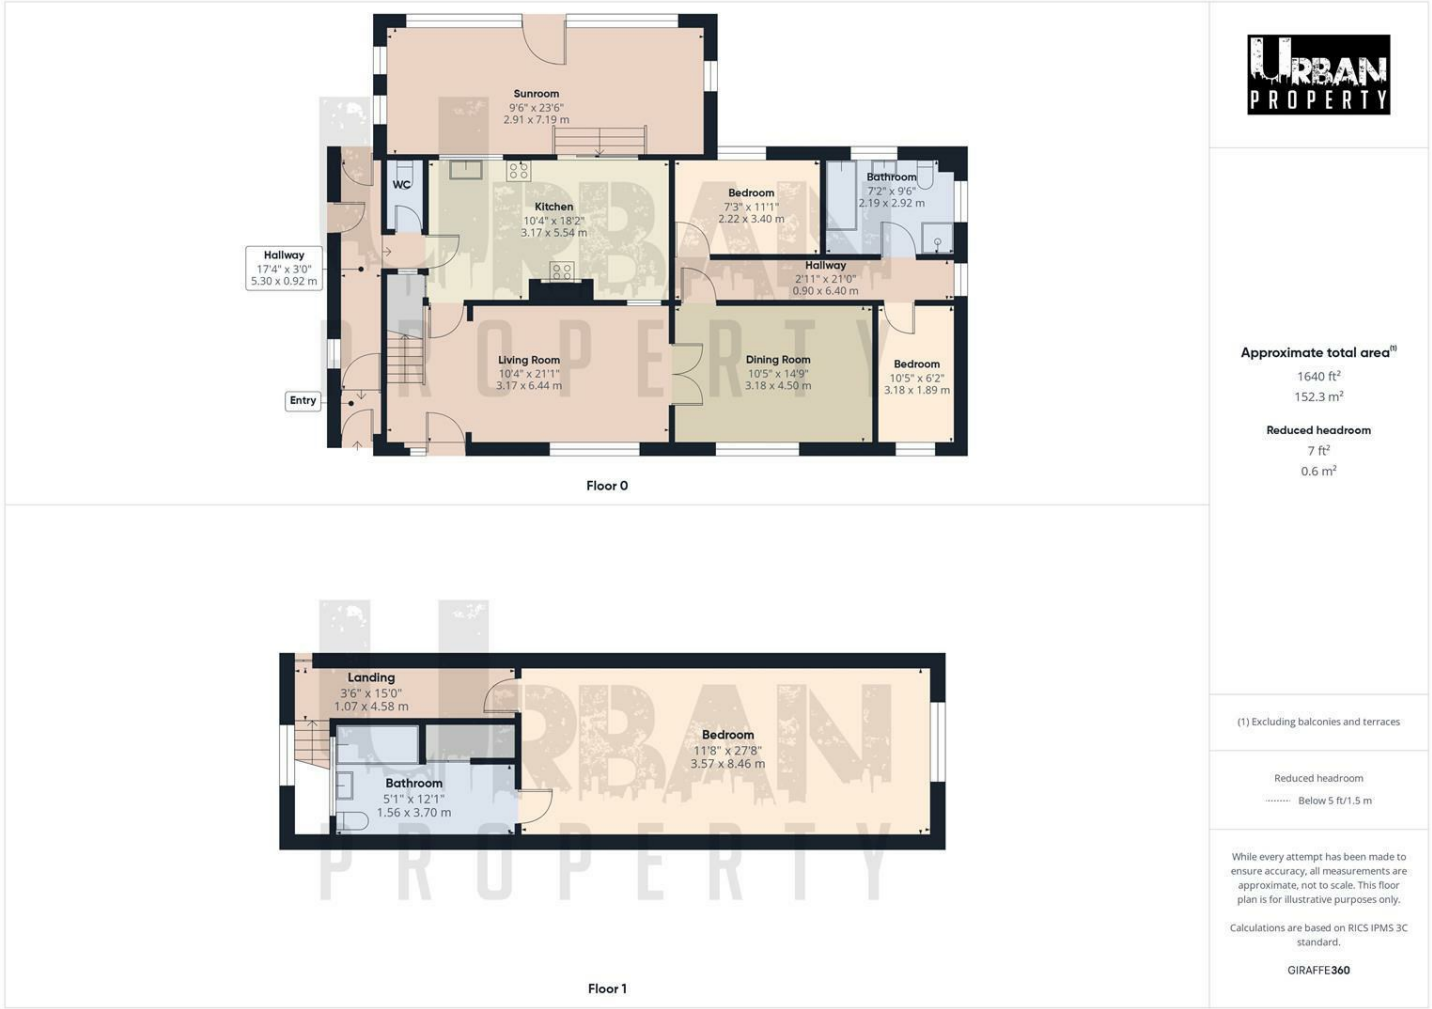 Sunroom
9'6" x 23'6"
2.91 x 7.19 m
WC
Kitchen
10'4" x 18'2"
3.17 x 5.54 m
Bedroom
7'3" x 11'1"
2.22 x 3.40 m
Bathroom
7'2" x 9'6"
2.19 x 2.92 m
Hallway
17'4" x 3'0"
5.30 x 0.92 m
Hallway
2'11" x 21'0"
0.90 x 6.40 m
Living Room
10'4" x 21'1"
3.17 x 6.44 m
Dining Room
10'5" x 14'9"
3.18 x 4.50 m
Bedroom
10'5" x 6'2"
3.18 x 1.89 m
Entry
URBAN
PROPERTY
Floor 0
Landing
3'6" x 15'0"
1.07 x 4.58 m
Bedroom
11'8" x 27'8"
3.57 x 8.46 m
Bathroom
5'1" x 12'1"
1.56 x 3.70 m
URBAN
PROPERTY
Floor 1
URBAN
PROPERTY
Approximate total area(1)
1640 ft²
152.3 m²
Reduced headroom
7 ft²
0.6 m²
(1) Excluding balconies and terraces
Reduced headroom
Below 5 ft/1.5 m
While every attempt has been made to
ensure accuracy, all measurements are
approximate, not to scale. This floor
plan is for illustrative purposes only.
Calculations are based on RICS IPMS 3C
standard.
GIRAFFE360